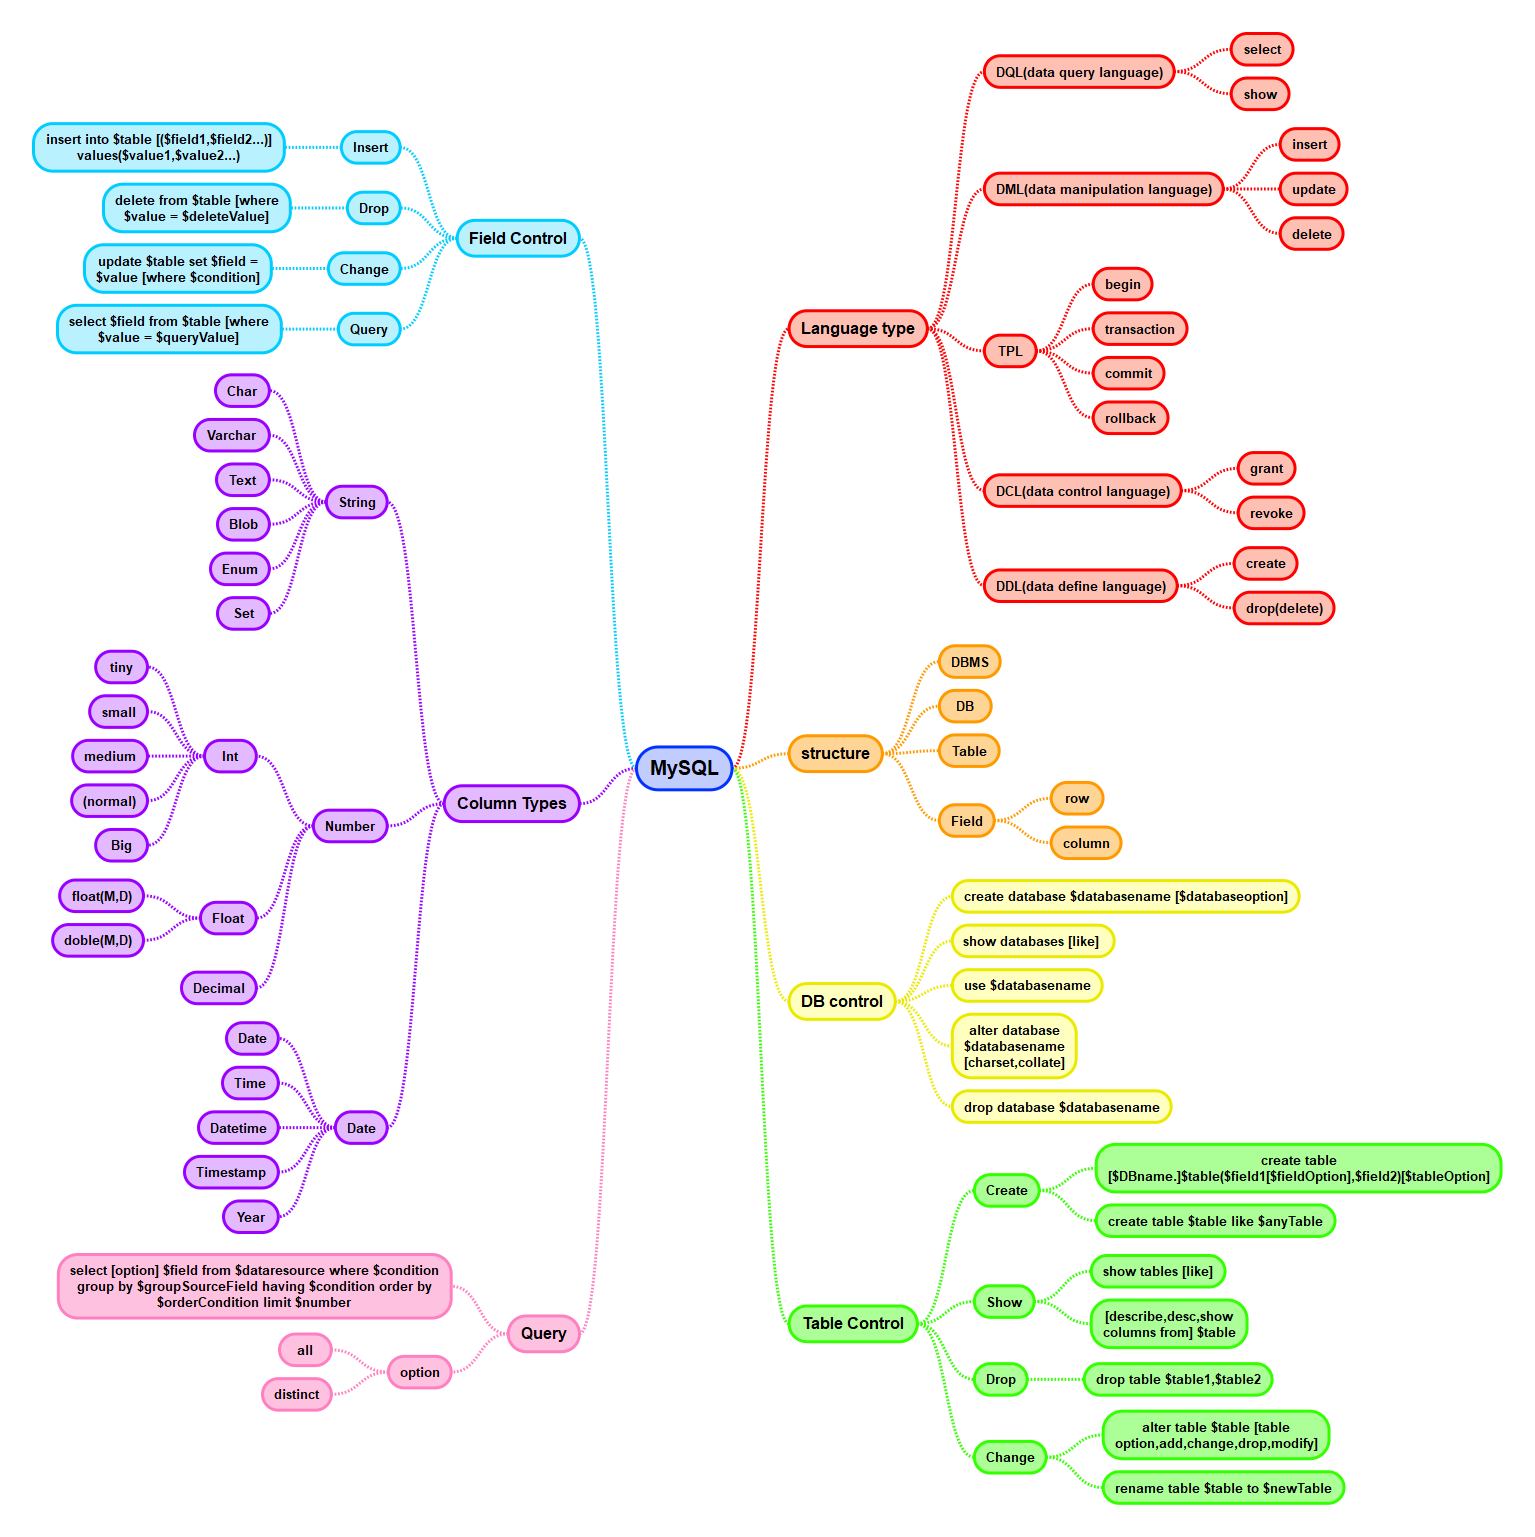 MySQL
Language type
DQL(data query language)
select
show
DML(data manipulation language)
insert
update
delete
TPL
begin
transaction
commit
rollback
DCL(data control language)
grant
revoke
DDL(data define language)
create
drop(delete)
structure
DBMS
DB
Table
Field
row
column
DB control
create database $databasename [$databaseoption]
show databases [like]
use $databasename
alter database
$databasename
[charset,collate]
drop database $databasename
Table Control
Create
create table
[$DBname.]$table($field1[$fieldOption],$field2)[$tableOption]
create table $table like $anyTable
Show
show tables [like]
[describe,desc,show
columns from] $table
Drop
drop table $table1,$table2
Change
alter table $table [table
option,add,change,drop,modify]
rename table $table to $newTable
Field Control
Insert
insert into $table [($field1,$field2...)]
values($value1,$value2...)
Drop
delete from $table [where
$value = $deleteValue]
Change
update $table set $field =
$value [where $condition]
Query
select $field from $table [where
$value = $queryValue]
Column Types
String
Char
Varchar
Text
Blob
Enum
Set
Number
Int
tiny
small
medium
(normal)
Big
Float
float(M,D)
doble(M,D)
Decimal
Date
Date
Time
Datetime
Timestamp
Year
Query
select [option] $field from $dataresource where $condition
group by $groupSourceField having $condition order by
$orderCondition limit $number
option
all
distinct